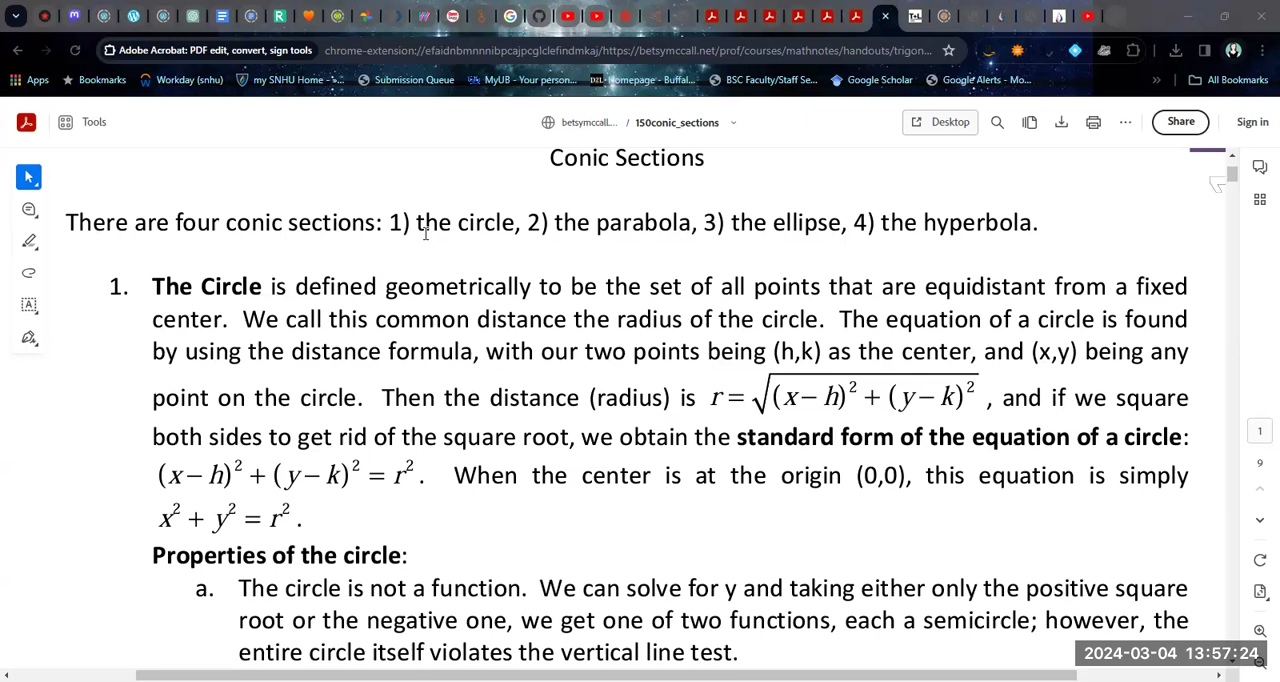 Adobe Acrobat: PDF edit, convert, sign tools
chrome-extension://efaidnbmnnnibpcajpcglclefindmkaj/https://betsymccall.net/prof/courses/mathnotes/handouts/trigon...
Apps
Bookmarks
Workday (snhu)
my SNHU Home -...
Submission Queue
MyUB - Your person...
D2L
Homepage - Buffal...
BSC Faculty/Staff Se...
Google Scholar
Google Alerts - Mo...
»
All Bookmarks
Tools
betsymccall... / 150conic_sections
Desktop
Share
Sign in
Conic Sections
There are four conic sections: 1) the circle, 2) the parabola, 3) the ellipse, 4) the hyperbola.
1. The Circle is defined geometrically to be the set of all points that are equidistant from a fixed
center. We call this common distance the radius of the circle. The equation of a circle is found
by using the distance formula, with our two points being (h,k) as the center, and (x,y) being any
point on the circle. Then the distance (radius) is r = √(x − h)² + (y − k)² , and if we square
both sides to get rid of the square root, we obtain the standard form of the equation of a circle:
(x − h)² + (y − k)² = r² . When the center is at the origin (0,0), this equation is simply
x² + y² = r² .
Properties of the circle:
a. The circle is not a function. We can solve for y and taking either only the positive square
root or the negative one, we get one of two functions, each a semicircle; however, the
entire circle itself violates the vertical line test.
1
9
2024-03-04 13:57:24